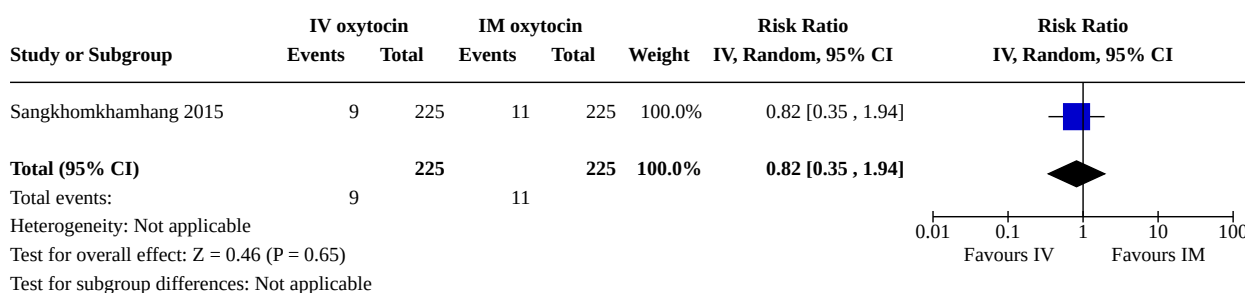 IV oxytocin IM oxytocin Risk Ratio Risk Ratio
Study or Subgroup Events Total Events Total Weight IV, Random, 95% CI IV, Random, 95% CI
Sangkhomkhamhang 2015 9 225 11 225 100.0% 0.82 [0.35 , 1.94]
Total (95% CI) 225 225 100.0% 0.82 [0.35 , 1.94]
Total events: 9 11
Heterogeneity: Not applicable
0.01 0.1 1 10 100
Test for overall effect: Z = 0.46 (P = 0.65) Favours IV Favours IM
Test for subgroup differences: Not applicable